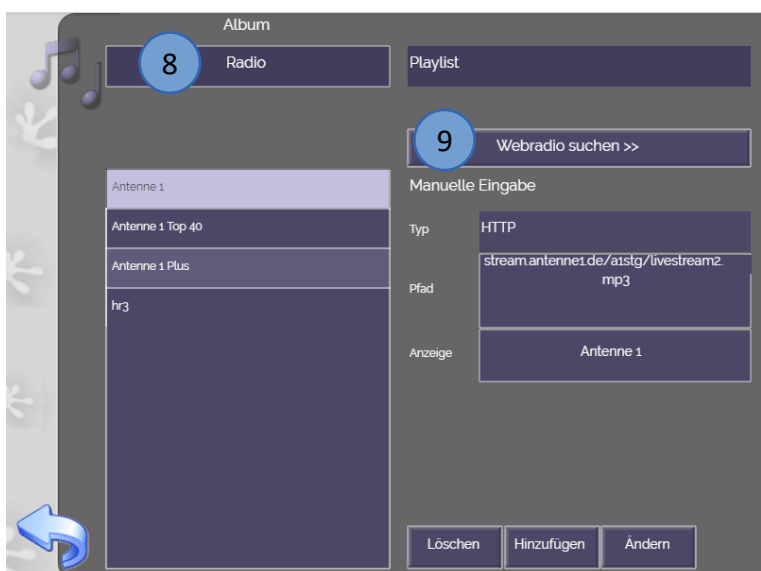 Album
8
Radio
Playlist
9
Webradio suchen >>
Antenne 1
Antenne 1 Top 40
Antenne 1 Plus
hr3
Manuelle Eingabe
Typ
HTTP
Pfad
stream.antenne1.de/a1stg/livestream2.
mp3
Anzeige
Antenne 1
Löschen
Hinzufügen
Ändern